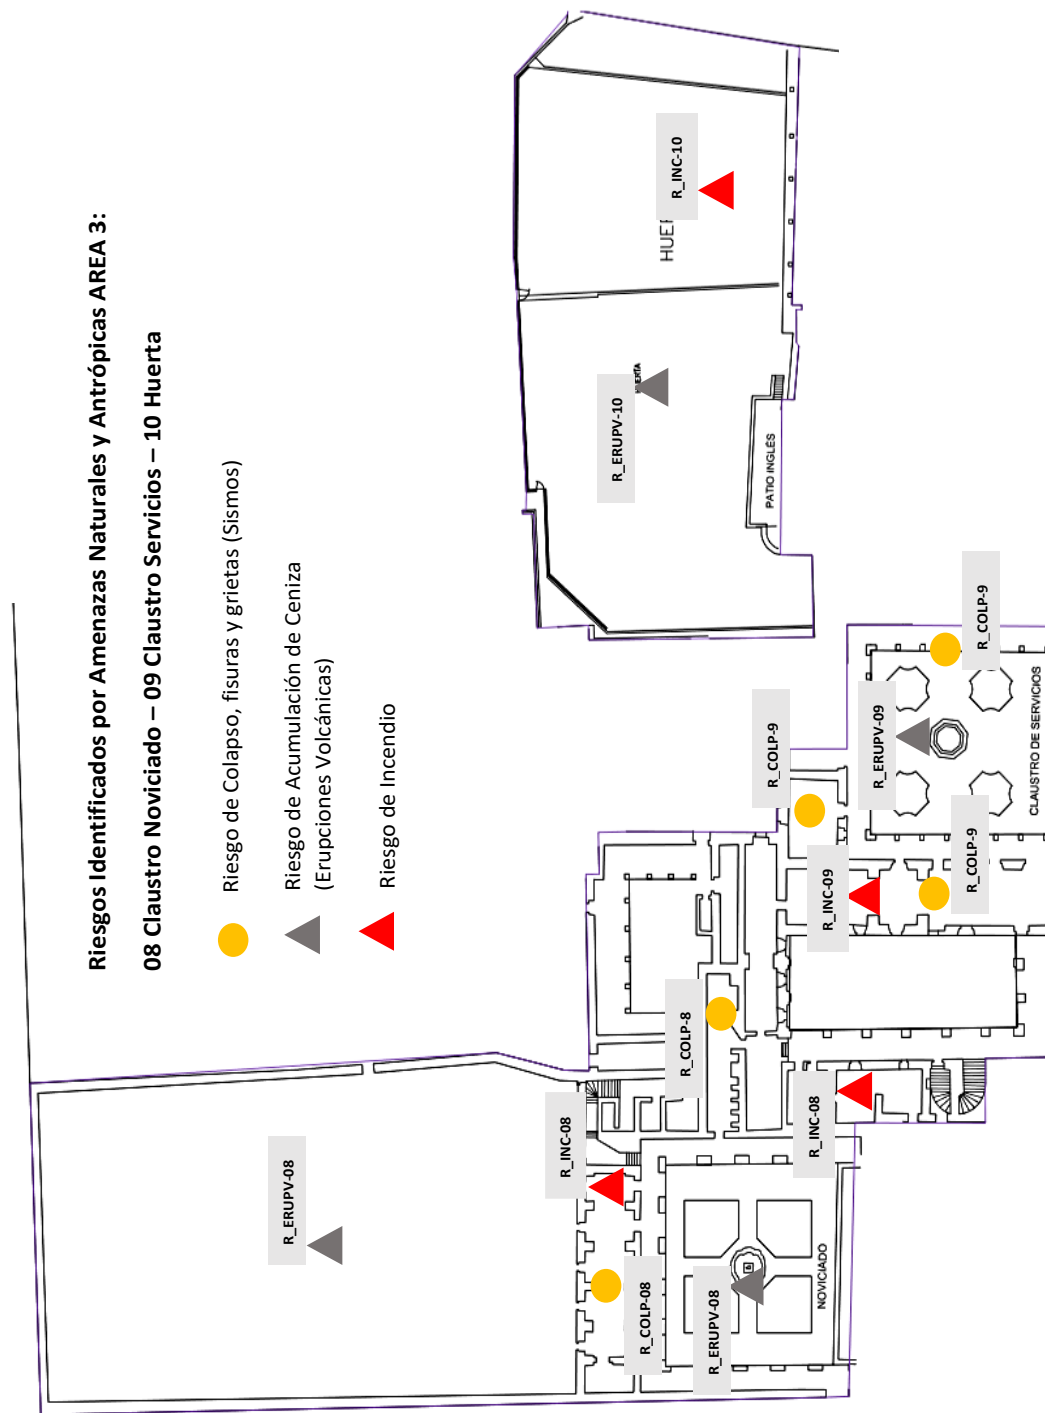 Riesgos Identificados por Amenazas Naturales y Antrópicas AREA 3:
08 Claustro Noviciado – 09 Claustro Servicios – 10 Huerta
Riesgo de Colapso, fisuras y grietas (Sismos)
Riesgo de Acumulación de Ceniza
(Erupciones Volcánicas)
Riesgo de Incendio
R_ERUPV-08
R_INC-08
R_COLP-08
R_ERUPV-08
NOVICIADO
R_COLP-8
R_INC-08
R_INC-09
R_COLP-9
R_COLP-9
R_ERUPV-09
R_COLP-9
CLAUSTRO DE SERVICIOS
R_ERUPV-10
HUERTA
PATIO INGLÉS
R_INC-10